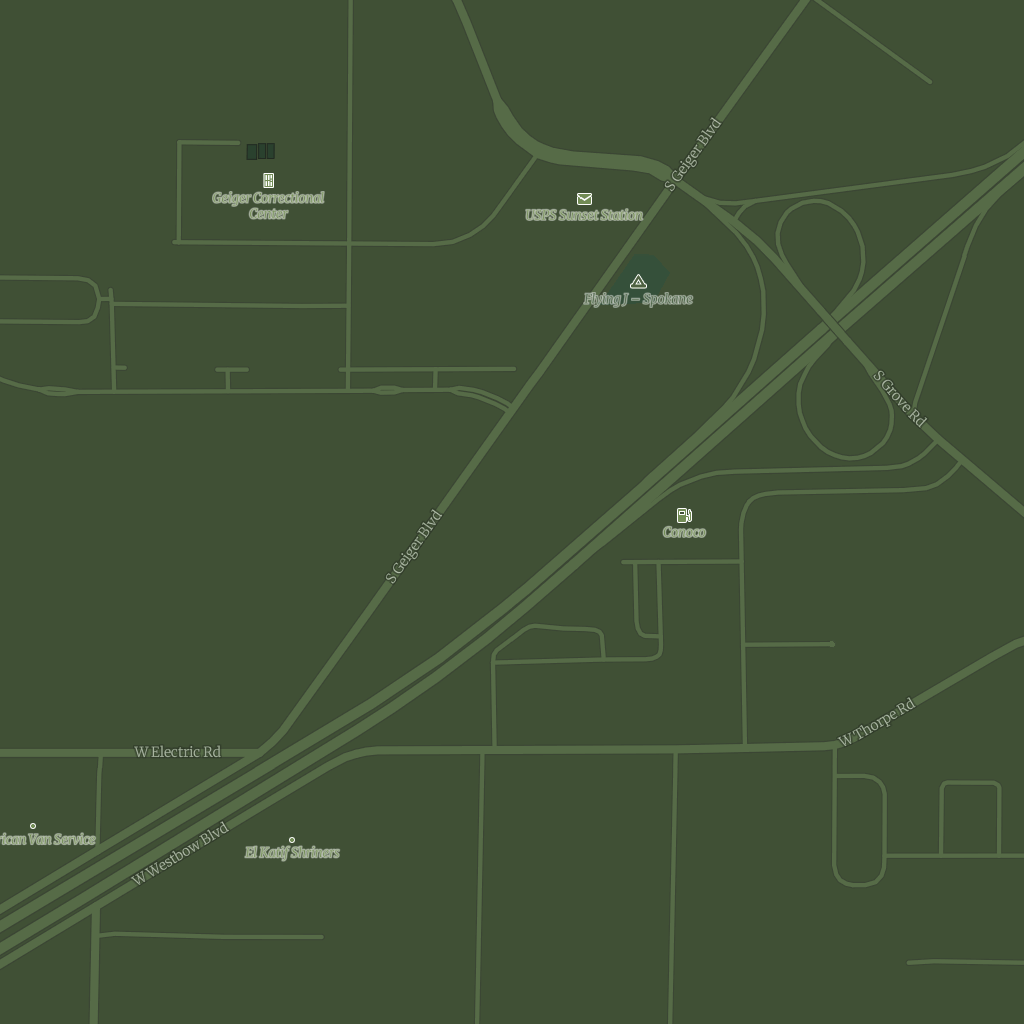 S Geiger Blvd
Geiger Correctional
Center
USPS Sunset Station
Flying J – Spokane
S Grove Rd
S Geiger Blvd
Conoco
W Thorpe Rd
W Electric Rd
rican Van Service
W Westbow Blvd
El Katif Shriners